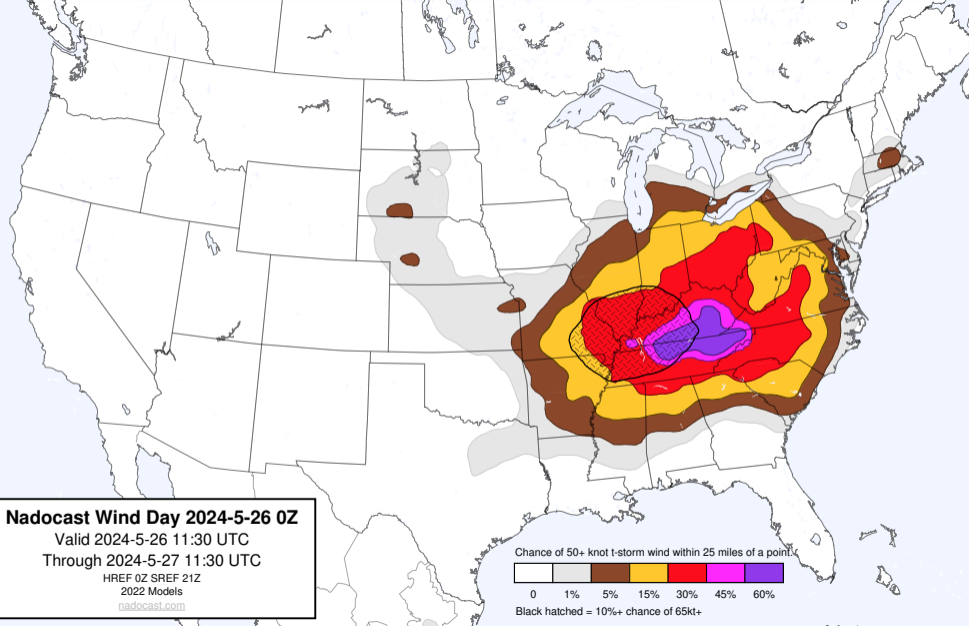 Nadocast Wind Day 2024-5-26 0Z
Valid 2024-5-26 11:30 UTC
Through 2024-5-27 11:30 UTC
HREF 0Z SREF 21Z
2022 Models
nadocast.com
Chance of 50+ knot t-storm wind within 25 miles of a point.
0 1% 5% 15% 30% 45% 60%
Black hatched = 10%+ chance of 65kt+